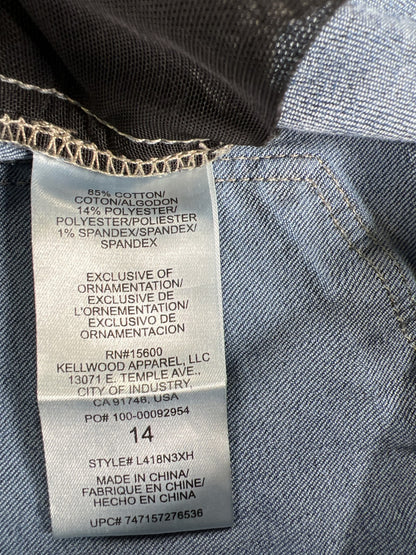 85% COTTON/
COTON/ALGODON
14% POLYESTER/
POLYESTER/POLIESTER
1% SPANDEX/SPANDEX/
SPANDEX
EXCLUSIVE OF
ORNAMENTATION/
EXCLUSIVE DE
L'ORNEMENTATION/
EXCLUSIVO DE
ORNAMENTACION
RN#15600
KELLWOOD APPAREL, LLC
13071 E. TEMPLE AVE.,
CITY OF INDUSTRY,
CA 91746, USA
PO# 100-00092954
14
STYLE# L418N3XH
MADE IN CHINA/
FABRIQUE EN CHINE/
HECHO EN CHINA
UPC# 747157276536